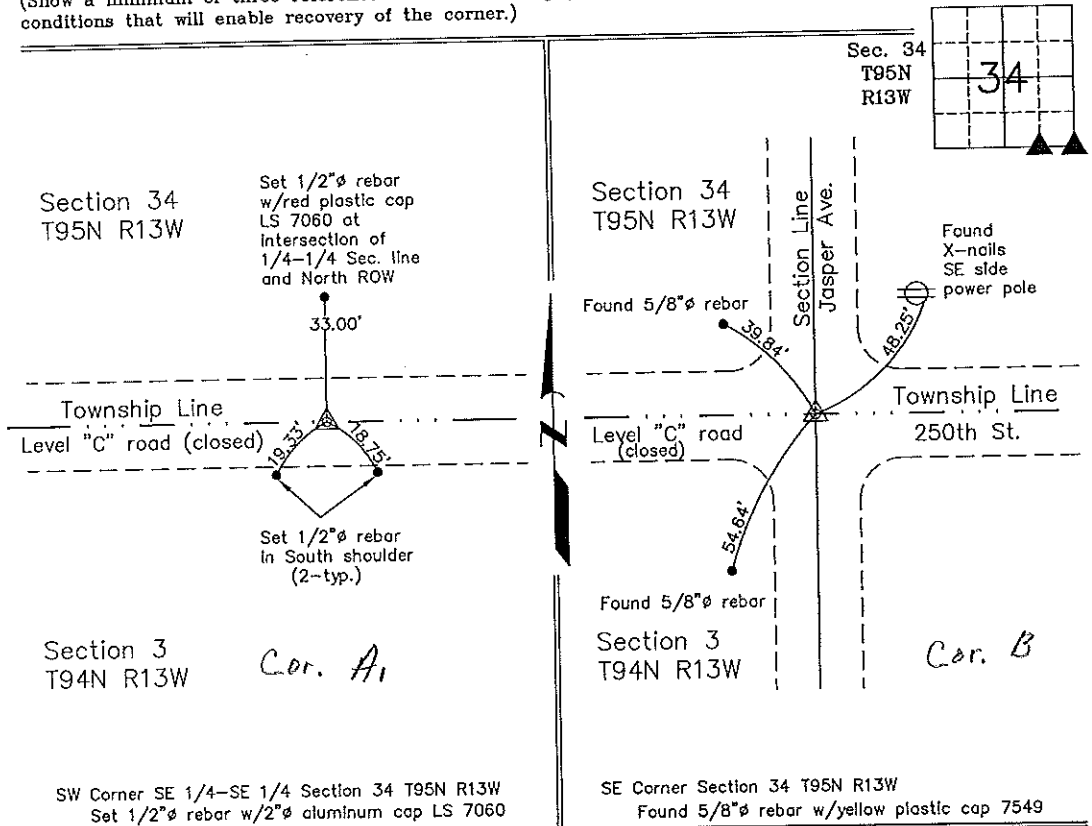 conditions that will enable recovery of the corner.)
Sec. 34
T95N
R13W
34
Section 34
T95N R13W
Set 1/2"ø rebar
w/red plastic cap
LS 7060 at
intersection of
1/4-1/4 Sec. line
and North ROW
33.00'
Township Line
Level "C" road (closed)
19.33'
18.75'
Set 1/2"ø rebar
in South shoulder
(2-typ.)
Section 3
T94N R13W
Cor. A1
SW Corner SE 1/4-SE 1/4 Section 34 T95N R13W
Set 1/2"ø rebar w/2"ø aluminum cap LS 7060
N
Section 34
T95N R13W
Section Line
Jasper Ave.
Found
X-nails
SE side
power pole
Found 5/8"ø rebar
39.84'
48.25'
Township Line
Level "C" road
(closed)
250th St.
54.64'
Found 5/8"ø rebar
Section 3
T94N R13W
Cor. B
SE Corner Section 34 T95N R13W
Found 5/8"ø rebar w/yellow plastic cap 7549